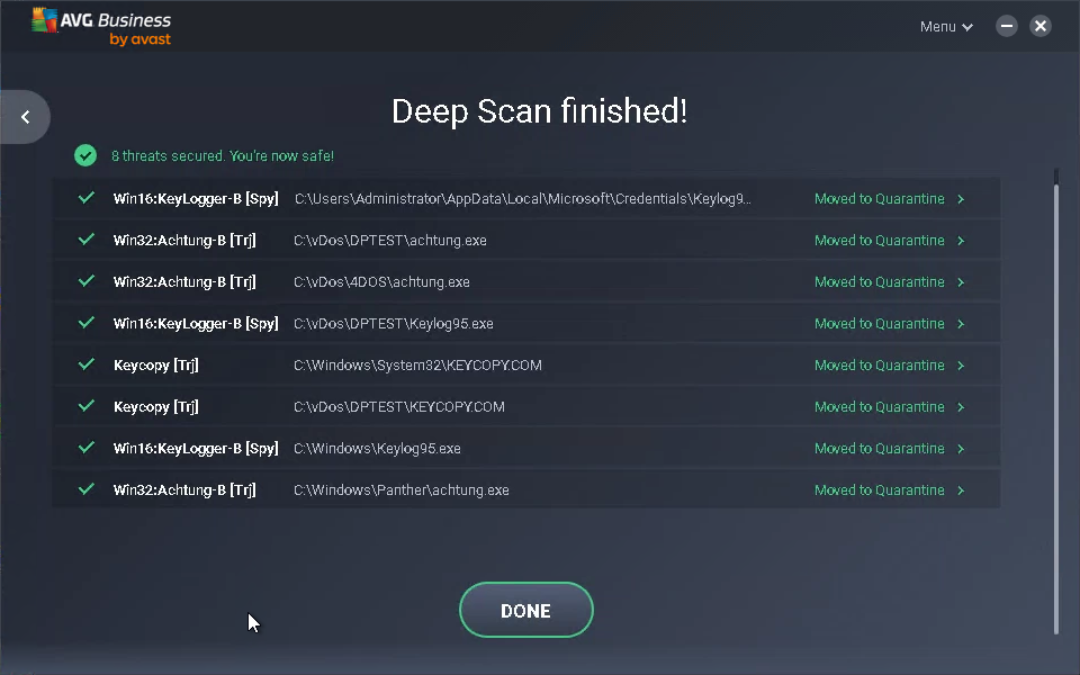 AVG Business
by avast
Menu
Deep Scan finished!
8 threats secured. You're now safe!
Win16:KeyLogger-B [Spy] C:\Users\Administrator\AppData\Local\Microsoft\Credentials\Keylog9... Moved to Quarantine
Win32:Achtung-B [Trj] C:\vDos\DPTEST\achtung.exe Moved to Quarantine
Win32:Achtung-B [Trj] C:\vDos\4DOS\achtung.exe Moved to Quarantine
Win16:KeyLogger-B [Spy] C:\vDos\DPTEST\Keylog95.exe Moved to Quarantine
Keycopy [Trj] C:\Windows\System32\KEYCOPY.COM Moved to Quarantine
Keycopy [Trj] C:\vDos\DPTEST\KEYCOPY.COM Moved to Quarantine
Win16:KeyLogger-B [Spy] C:\Windows\Keylog95.exe Moved to Quarantine
Win32:Achtung-B [Trj] C:\Windows\Panther\achtung.exe Moved to Quarantine
DONE